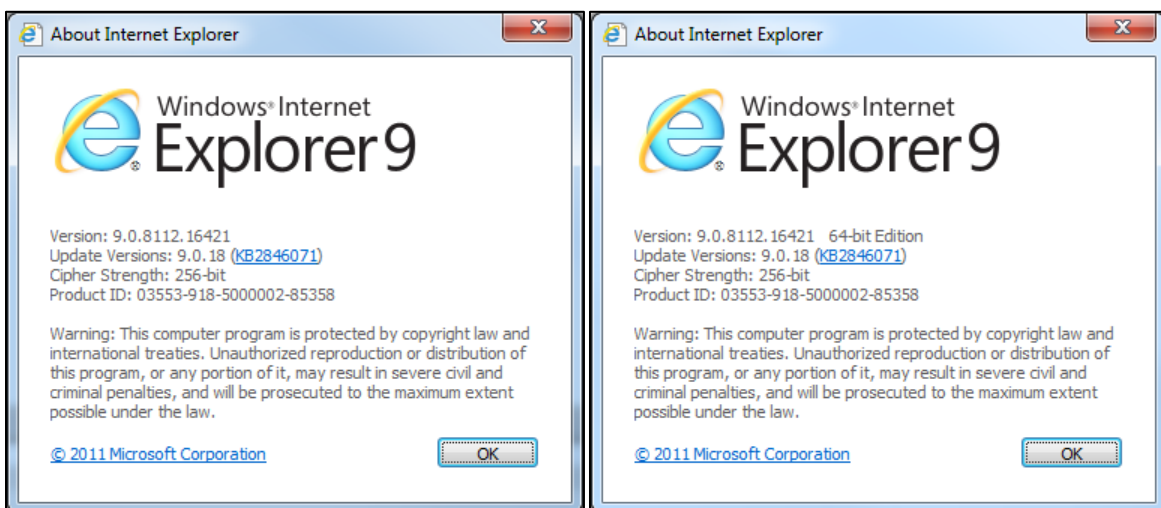 About Internet Explorer
Windows® Internet
Explorer 9
Version: 9.0.8112.16421
Update Versions: 9.0.18 (KB2846071)
Cipher Strength: 256-bit
Product ID: 03553-918-5000002-85358
Warning: This computer program is protected by copyright law and
international treaties. Unauthorized reproduction or distribution of
this program, or any portion of it, may result in severe civil and
criminal penalties, and will be prosecuted to the maximum extent
possible under the law.
© 2011 Microsoft Corporation
OK
About Internet Explorer
Windows® Internet
Explorer 9
Version: 9.0.8112.16421 64-bit Edition
Update Versions: 9.0.18 (KB2846071)
Cipher Strength: 256-bit
Product ID: 03553-918-5000002-85358
Warning: This computer program is protected by copyright law and
international treaties. Unauthorized reproduction or distribution of
this program, or any portion of it, may result in severe civil and
criminal penalties, and will be prosecuted to the maximum extent
possible under the law.
© 2011 Microsoft Corporation
OK